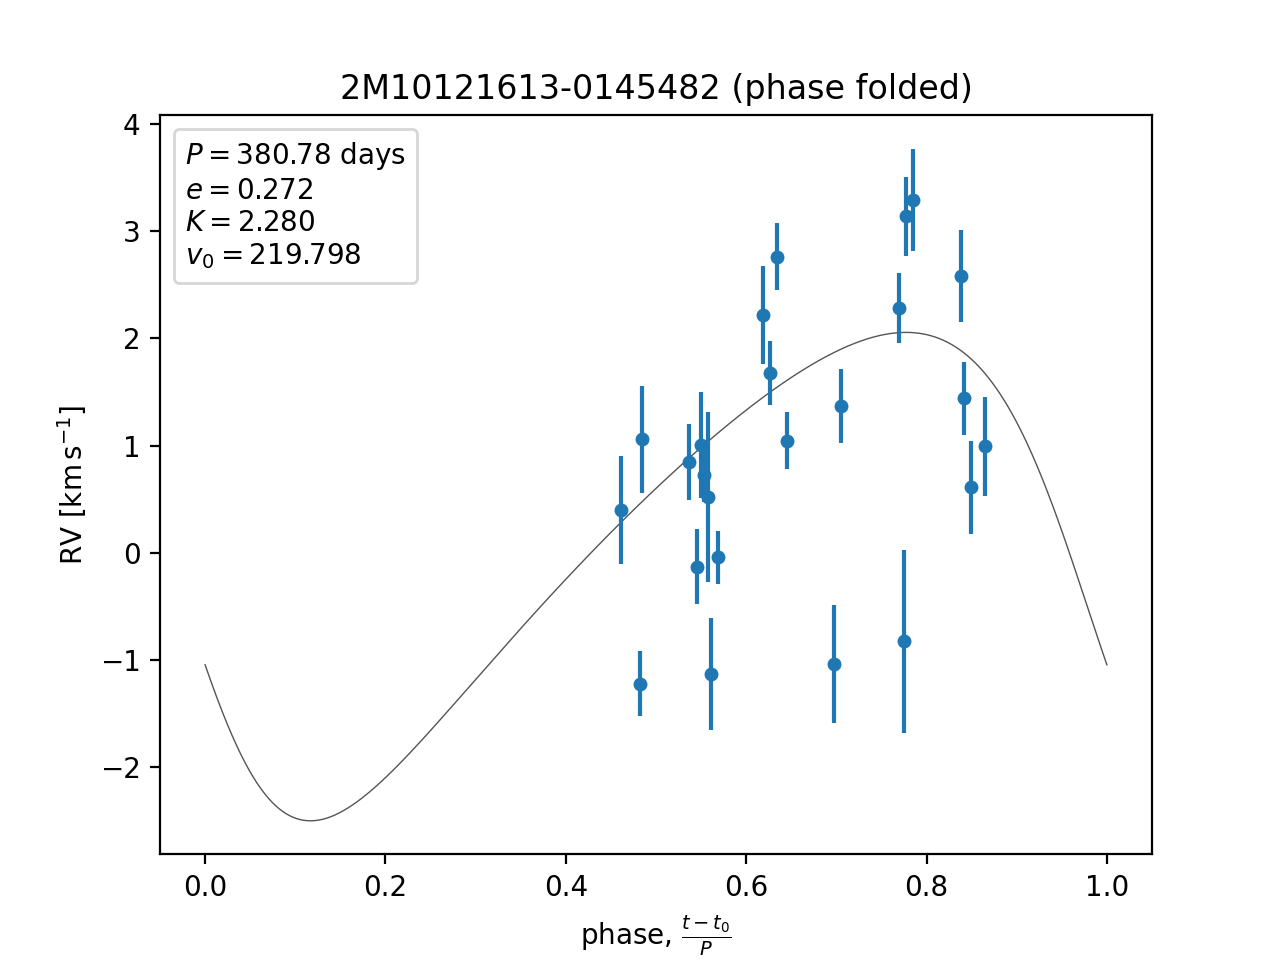 2M10121613-0145482 (phase folded)
P = 380.78 days
e = 0.272
K = 2.280
v₀ = 219.798
4
3
2
1
0
−1
−2
RV [km s⁻¹]
0.0 0.2 0.4 0.6 0.8 1.0
phase, (t − t₀)/P